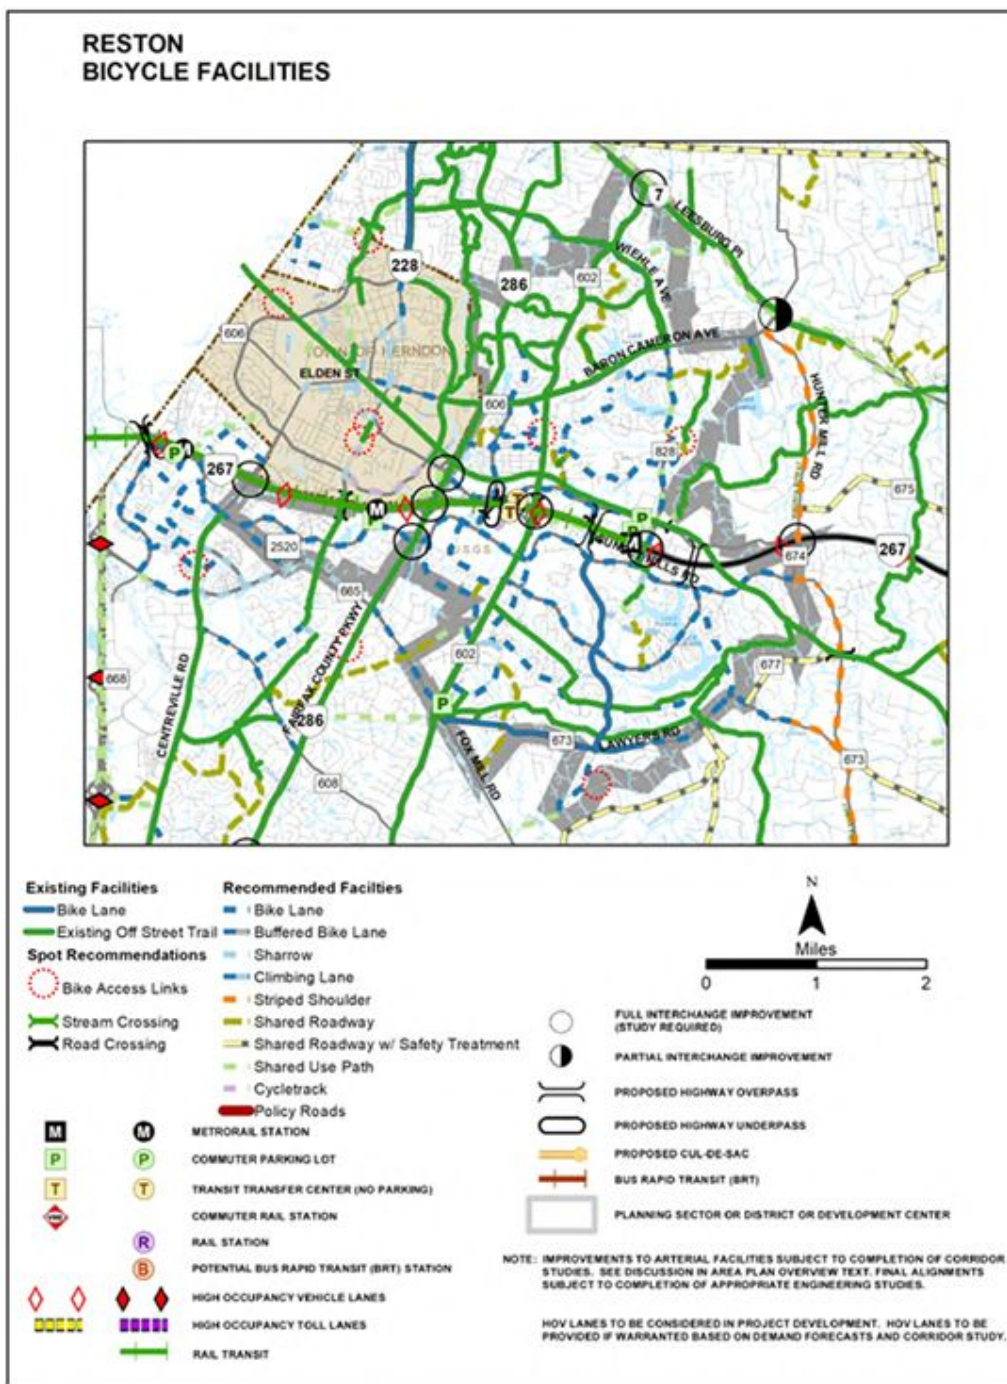 RESTON
BICYCLE FACILITIES
7
LEESBURG PI
228
286
602
WIEHLE AVE
606
TOWN OF HERNDON
ELDEN ST
BARON CAMERON AVE
606
HUNTER MILL RD
828
P
M
267
675
M
T
T
P
2520
USGS
674
267
665
602
677
668
CENTREVILLE RD
FAIRFAX COUNTY PKWY
286
P
673
LAWYERS RD
FOX MILL RD
608
673
Existing Facilities
Bike Lane
Existing Off Street Trail
Spot Recommendations
Bike Access Links
Stream Crossing
Road Crossing
Recommended Facilties
Bike Lane
Buffered Bike Lane
Sharrow
Climbing Lane
Striped Shoulder
Shared Roadway
Shared Roadway w/ Safety Treatment
Shared Use Path
Cycletrack
Policy Roads
N
Miles
0 1 2
M M METRORAIL STATION
P P COMMUTER PARKING LOT
T T TRANSIT TRANSFER CENTER (NO PARKING)
VRE COMMUTER RAIL STATION
R RAIL STATION
B POTENTIAL BUS RAPID TRANSIT (BRT) STATION
HIGH OCCUPANCY VEHICLE LANES
HIGH OCCUPANCY TOLL LANES
RAIL TRANSIT
FULL INTERCHANGE IMPROVEMENT
(STUDY REQUIRED)
PARTIAL INTERCHANGE IMPROVEMENT
PROPOSED HIGHWAY OVERPASS
PROPOSED HIGHWAY UNDERPASS
PROPOSED CUL-DE-SAC
BUS RAPID TRANSIT (BRT)
PLANNING SECTOR OR DISTRICT OR DEVELOPMENT CENTER
NOTE: IMPROVEMENTS TO ARTERIAL FACILITIES SUBJECT TO COMPLETION OF CORRIDOR
STUDIES. SEE DISCUSSION IN AREA PLAN OVERVIEW TEXT. FINAL ALIGNMENTS
SUBJECT TO COMPLETION OF APPROPRIATE ENGINEERING STUDIES.
HOV LANES TO BE CONSIDERED IN PROJECT DEVELOPMENT. HOV LANES TO BE
PROVIDED IF WARRANTED BASED ON DEMAND FORECASTS AND CORRIDOR STUDY.